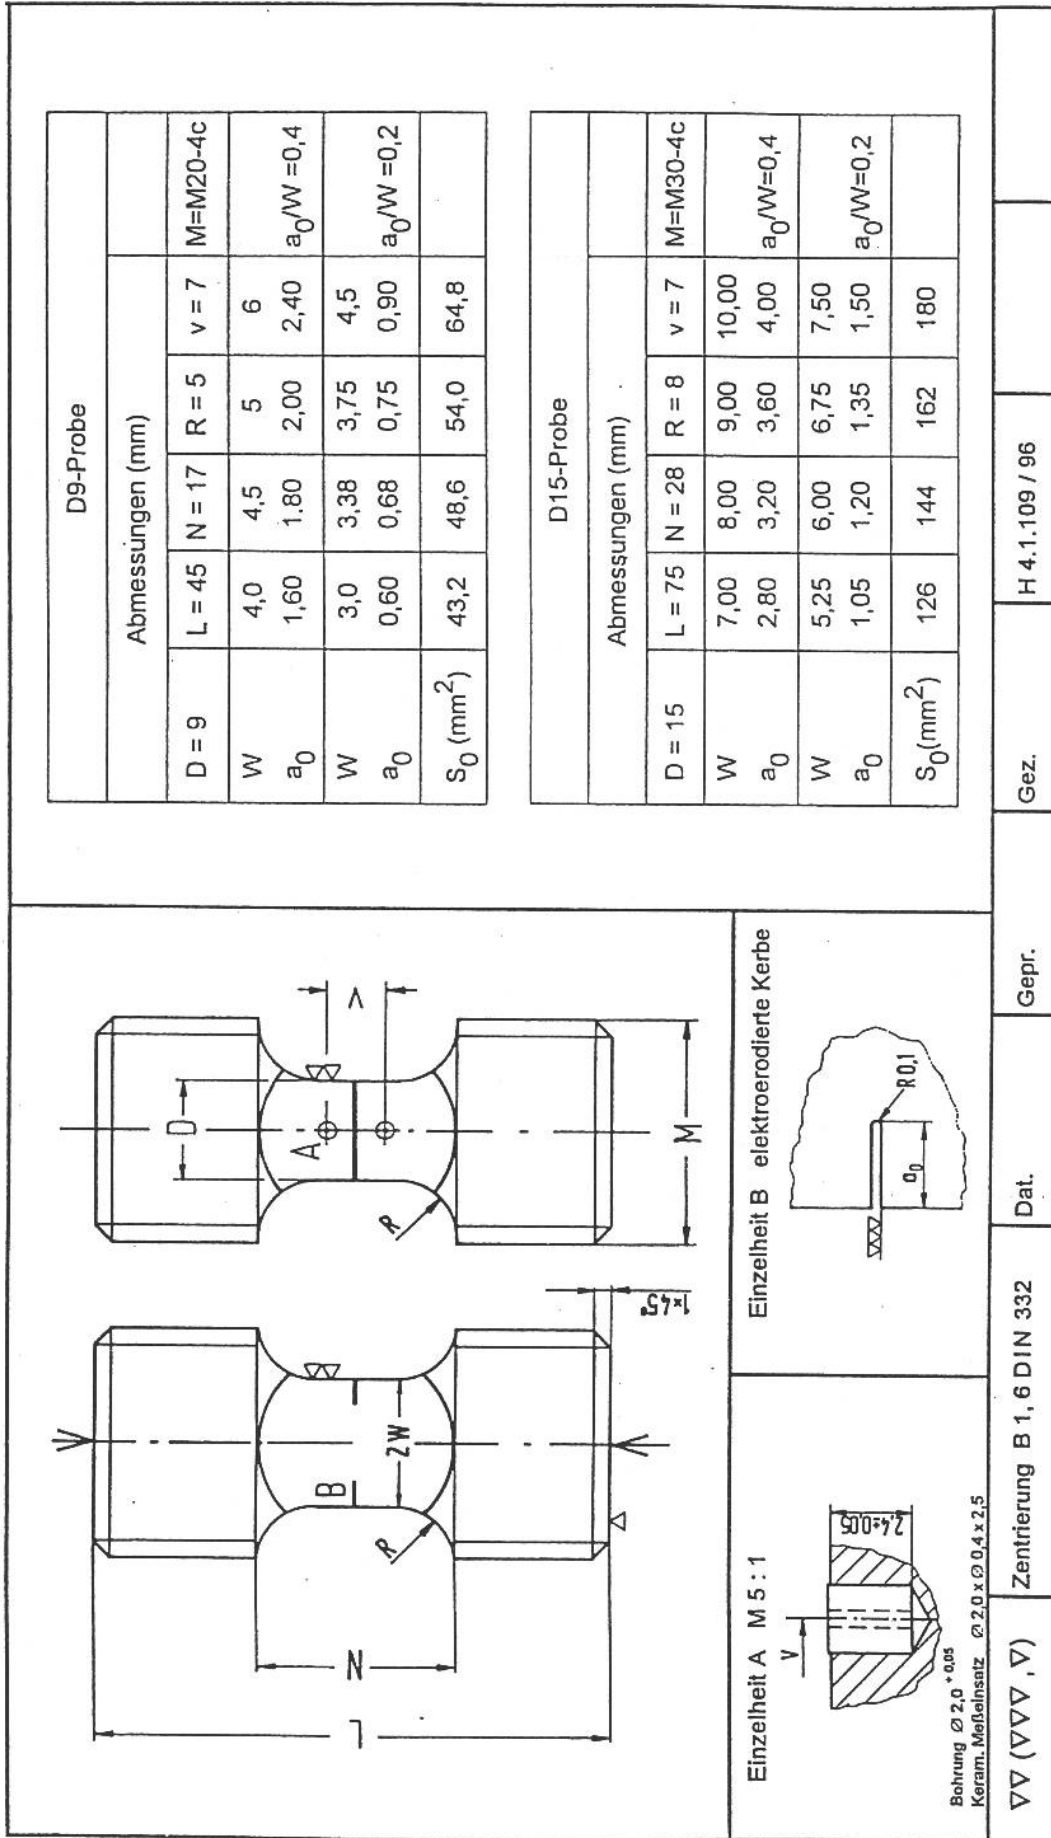 L
N
R
B
2W
1×45°
R
A
D
V
M
Einzelheit A M 5 : 1
V
2,4±0,05
Bohrung ∅ 2,0 +0,05
Keram. Meßeinsatz ∅ 2,0 x ∅ 0,4 x 2,5
Einzelheit B elektroerodierte Kerbe
a0
R0,1
D9-Probe
Abmessungen (mm)
D = 9 L = 45 N = 17 R = 5 v = 7 M=M20-4c
W 4,0 4,5 5 6
a0 1,60 1.80 2,00 2,40 a0/W =0,4
W 3,0 3,38 3,75 4,5
a0 0,60 0,68 0,75 0,90 a0/W =0,2
S0 (mm2) 43,2 48,6 54,0 64,8
D15-Probe
Abmessungen (mm)
D = 15 L = 75 N = 28 R = 8 v = 7 M=M30-4c
W 7,00 8,00 9,00 10,00
a0 2,80 3,20 3,60 4,00 a0/W=0,4
W 5,25 6,00 6,75 7,50
a0 1,05 1,20 1,35 1,50 a0/W=0,2
S0(mm2) 126 144 162 180
∇∇ (∇∇∇ , ∇) Zentrierung B 1, 6 DIN 332 Dat. Gepr. Gez. H 4.1.109 / 96